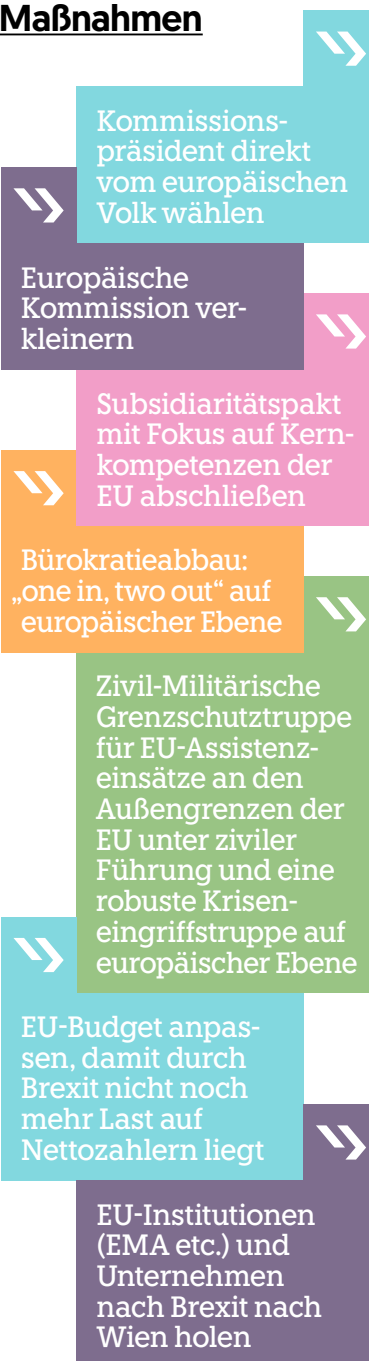 Maßnahmen
Kommissions-
präsident direkt
vom europäischen
Volk wählen
Europäische
Kommission ver-
kleinern
Subsidiaritätspakt
mit Fokus auf Kern-
kompetenzen der
EU abschließen
Bürokratieabbau:
„one in, two out“ auf
europäischer Ebene
Zivil-Militärische
Grenzschutztruppe
für EU-Assistenz-
einsätze an den
Außengrenzen der
EU unter ziviler
Führung und eine
robuste Krisen-
eingriffstruppe auf
europäischer Ebene
EU-Budget anpas-
sen, damit durch
Brexit nicht noch
mehr Last auf
Nettozahlern liegt
EU-Institutionen
(EMA etc.) und
Unternehmen
nach Brexit nach
Wien holen